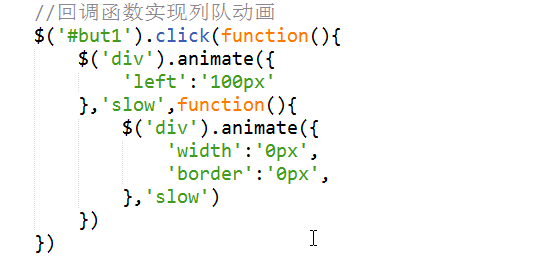 //回调函数实现列队动画
$('#but1').click(function(){
    $('div').animate({
        'left':'100px'
    },'slow',function(){
        $('div').animate({
            'width':'0px',
            'border':'0px',
        },'slow')
    })
})